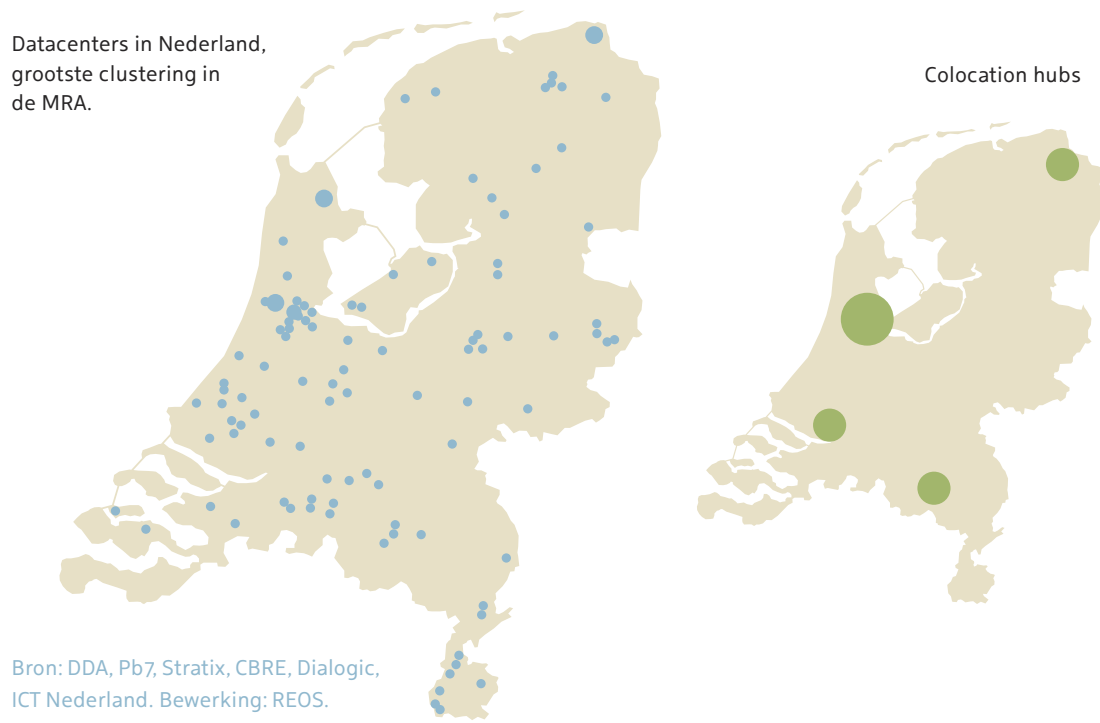 Datacenters in Nederland,
grootste clustering in
de MRA.
Colocation hubs
Bron: DDA, Pb7, Stratix, CBRE, Dialogic,
ICT Nederland. Bewerking: REOS.